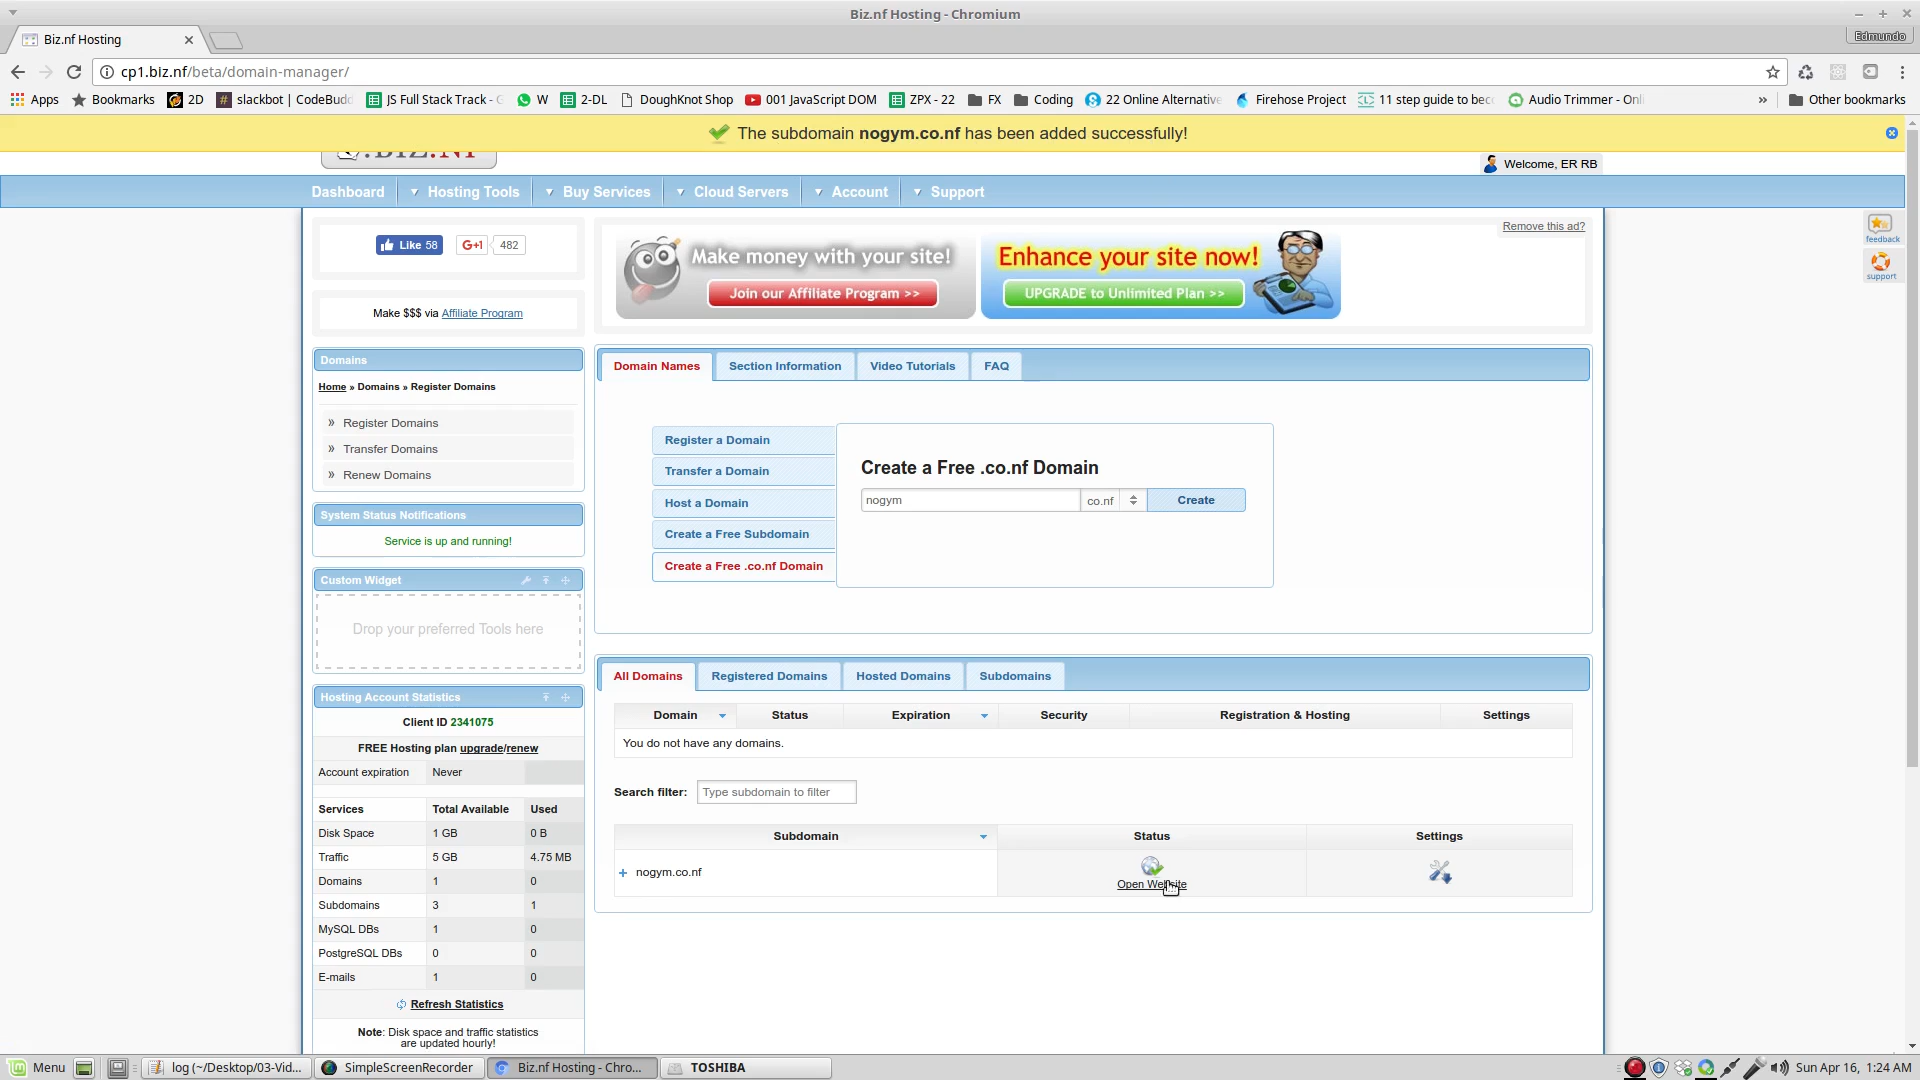 Biz.nf Hosting - Chromium
Biz.nf Hosting
Edmundo
cp1.biz.nf/beta/domain-manager/
Apps Bookmarks 2D slackbot | CodeBudd JS Full Stack Track - W 2-DL DoughKnot Shop 001 JavaScript DOM ZPX - 22 FX Coding 22 Online Alternative Firehose Project 11 step guide to bec Audio Trimmer - Onl » Other bookmarks
The subdomain nogym.co.nf has been added successfully!
Welcome, ER RB
Dashboard Hosting Tools Buy Services Cloud Servers Account Support
feedback
support
Like 58 G+1 482
Remove this ad?
Make money with your site!
Join our Affiliate Program >>
Enhance your site now!
UPGRADE to Unlimited Plan >>
Make $$$ via Affiliate Program
Domains
Home » Domains » Register Domains
» Register Domains
» Transfer Domains
» Renew Domains
System Status Notifications
Service is up and running!
Custom Widget
Drop your preferred Tools here
Hosting Account Statistics
Client ID 2341075
FREE Hosting plan upgrade/renew
Account expiration Never
Services Total Available Used
Disk Space 1 GB 0 B
Traffic 5 GB 4.75 MB
Domains 1 0
Subdomains 3 1
MySQL DBs 1 0
PostgreSQL DBs 0 0
E-mails 1 0
Refresh Statistics
Note: Disk space and traffic statistics
are updated hourly!
Domain Names Section Information Video Tutorials FAQ
Register a Domain
Transfer a Domain
Host a Domain
Create a Free Subdomain
Create a Free .co.nf Domain
Create a Free .co.nf Domain
nogym co.nf Create
All Domains Registered Domains Hosted Domains Subdomains
Domain Status Expiration Security Registration & Hosting Settings
You do not have any domains.
Search filter: Type subdomain to filter
Subdomain Status Settings
+ nogym.co.nf
Open Website
Menu log (~/Desktop/03-Vid... SimpleScreenRecorder Biz.nf Hosting - Chro... TOSHIBA Sun Apr 16, 1:24 AM